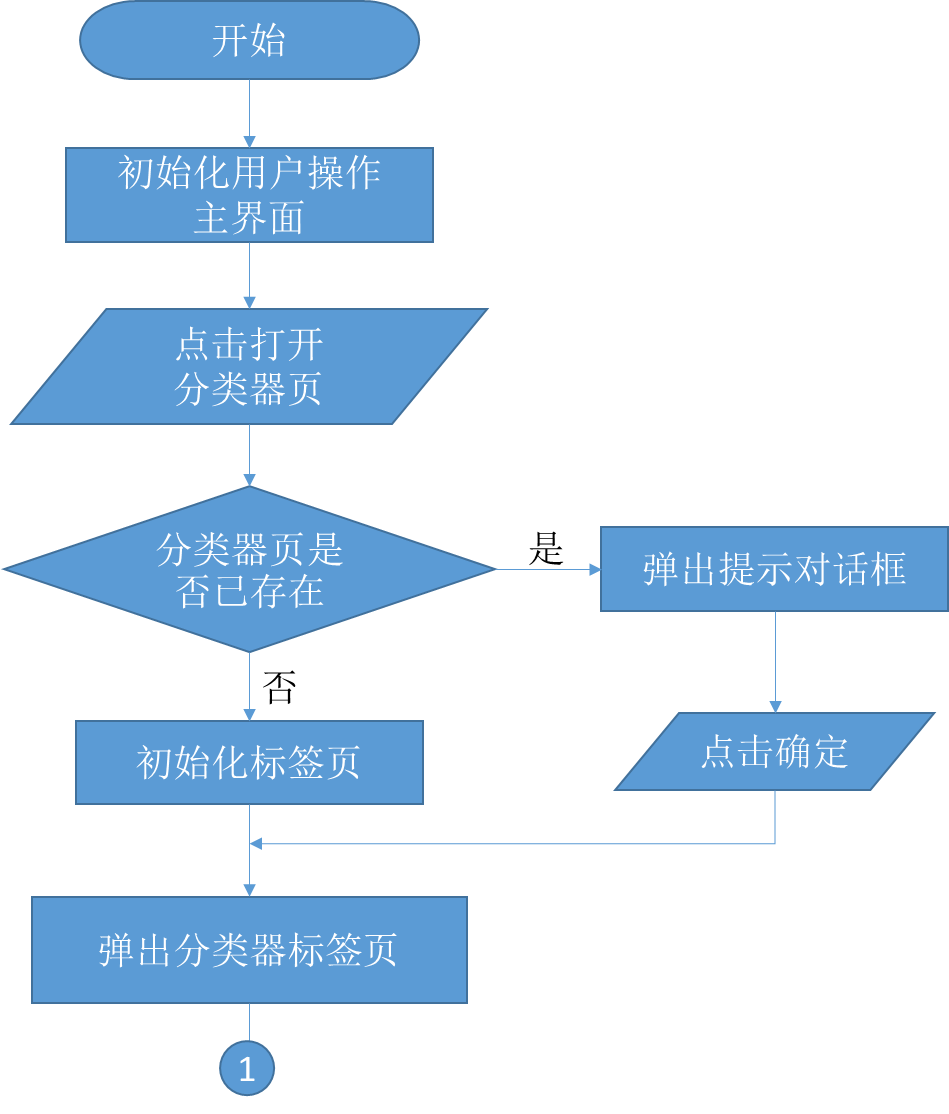 开始
初始化用户操作
主界面
点击打开
分类器页
分类器页是
否已存在
是
弹出提示对话框
否
初始化标签页
点击确定
弹出分类器标签页
1